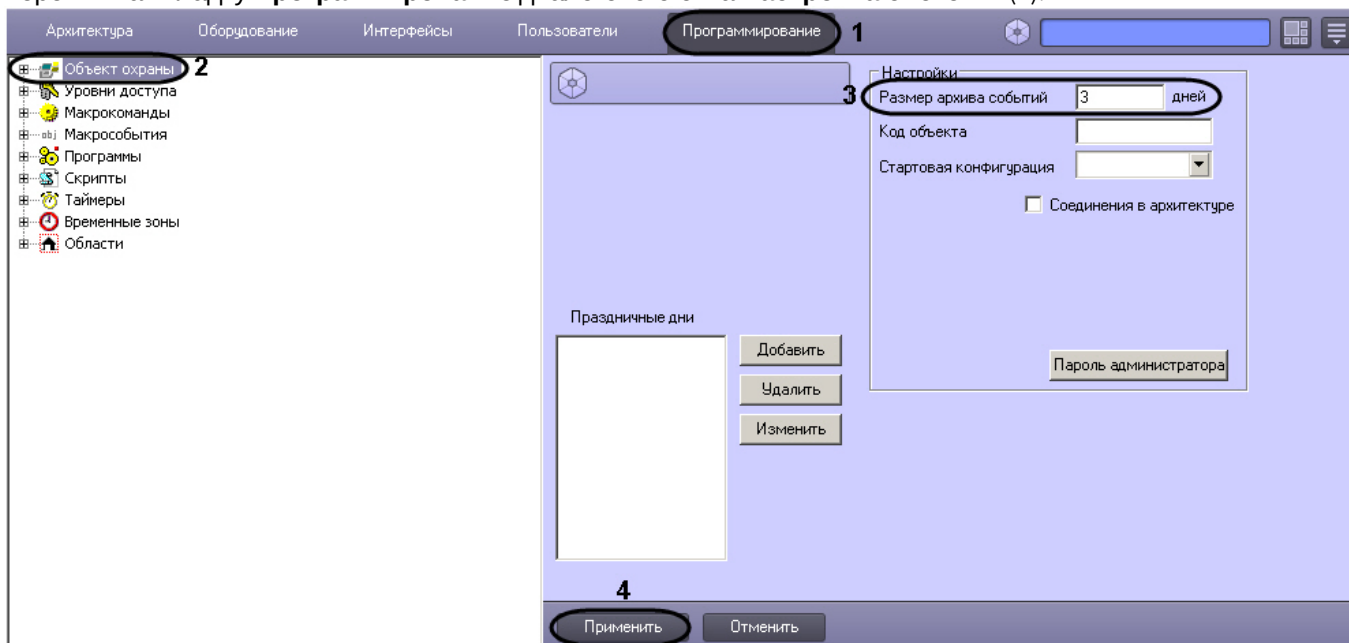 Архитектура Оборудование Интерфейсы Пользователи Программирование 1
Объект охраны 2
Уровни доступа
Макрокоманды
obj Макрособытия
Программы
Скрипты
Таймеры
Временные зоны
Области
Настройки
3 Размер архива событий 3 дней
Код объекта
Стартовая конфигурация
Соединения в архитектуре
Пароль администратора
Праздничные дни
Добавить
Удалить
Изменить
4
Применить Отменить